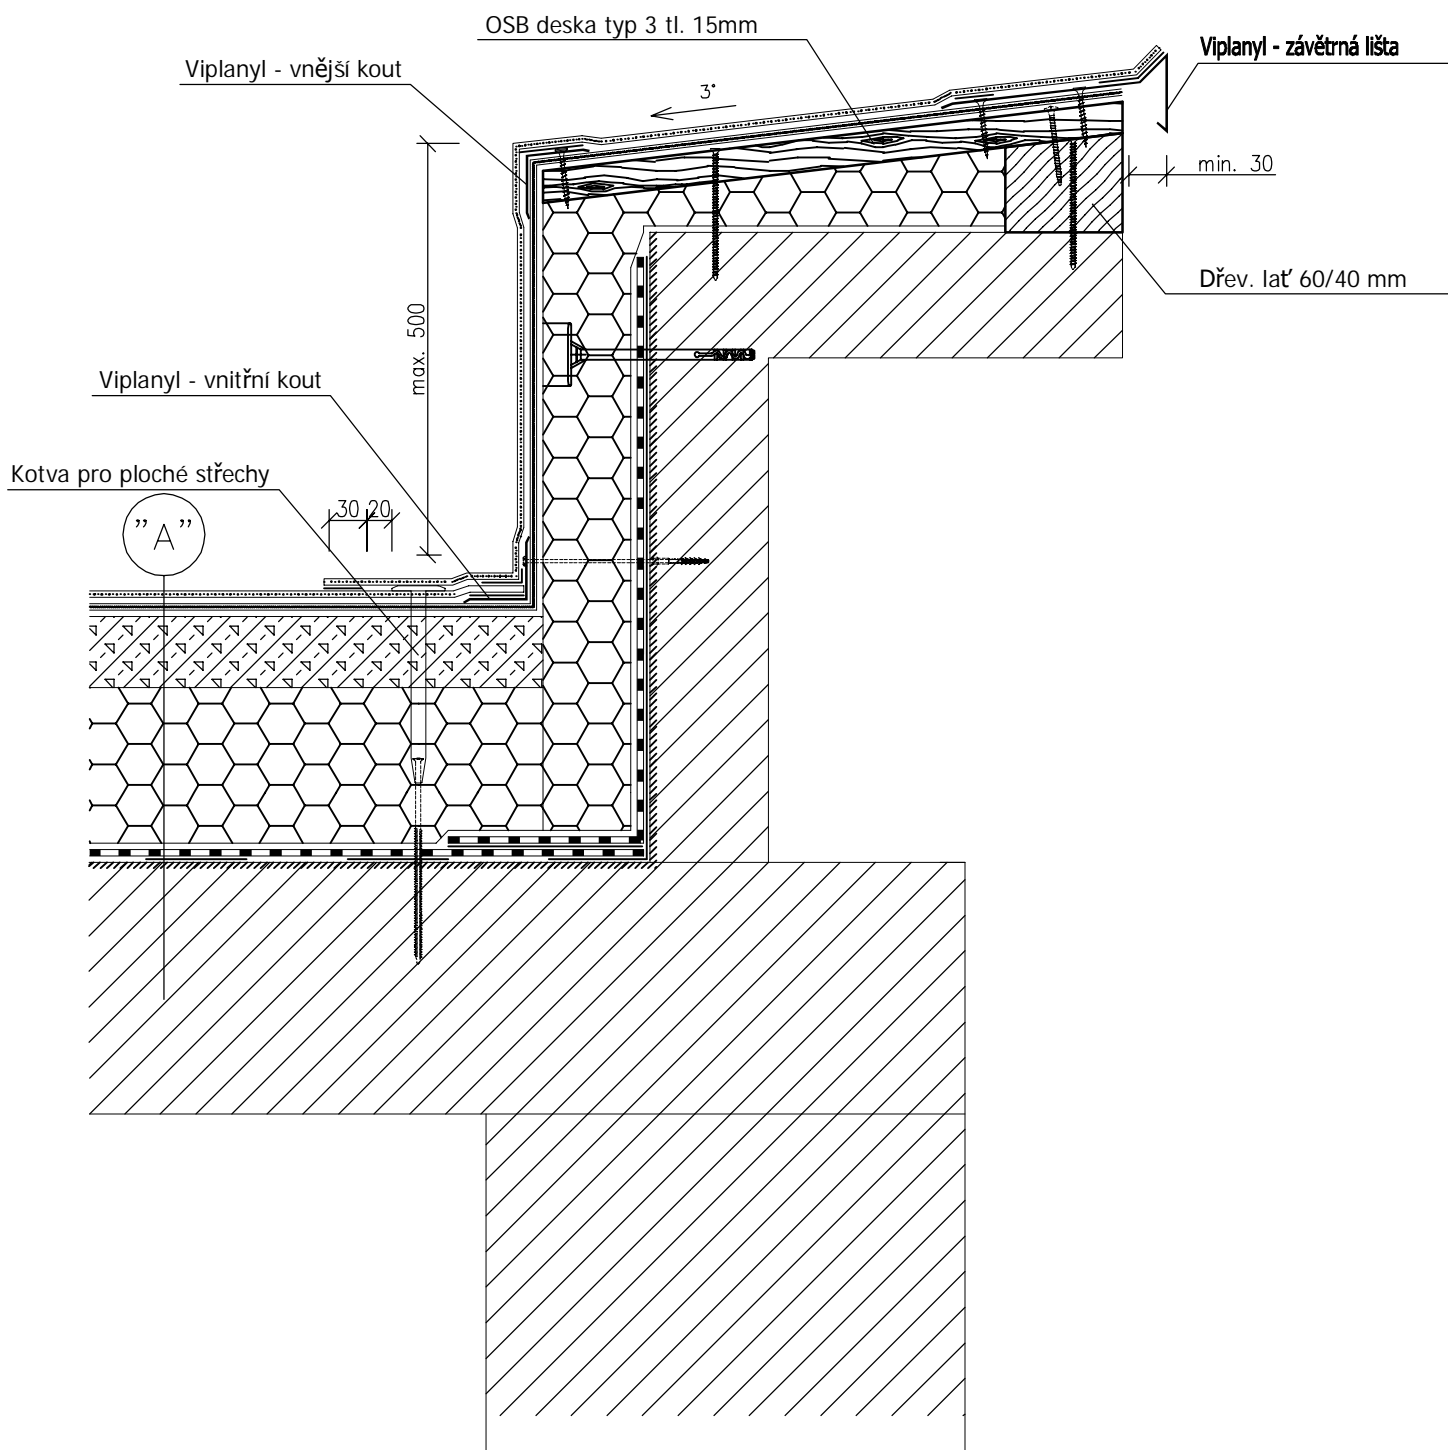 OSB deska typ 3 tl. 15mm
Viplanyl - závětrná lišta
Viplanyl - vnější kout
3°
min. 30
Dřev. lať 60/40 mm
max. 500
Viplanyl - vnitřní kout
Kotva pro ploché střechy
30 20
"A"